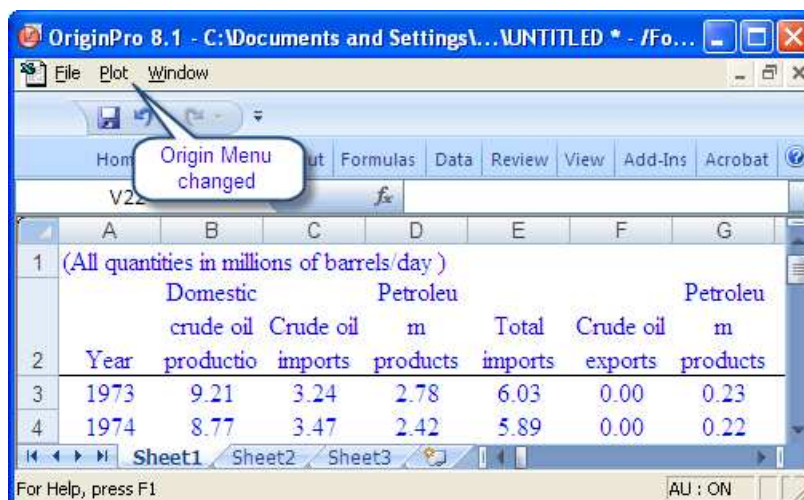 OriginPro 8.1 - C:\Documents and Settings\...\UNTITLED * - /Fo...
File Plot Window
Origin Menu
changed
Formulas Data Review View Add-Ins Acrobat
fx
A B C D E F G
1 (All quantities in millions of barrels/day )
Domestic Petroleu Petroleu
crude oil Crude oil m Total Crude oil m
2 Year productio imports products imports exports products
3 1973 9.21 3.24 2.78 6.03 0.00 0.23
4 1974 8.77 3.47 2.42 5.89 0.00 0.22
Sheet1 Sheet2 Sheet3
For Help, press F1 AU : ON